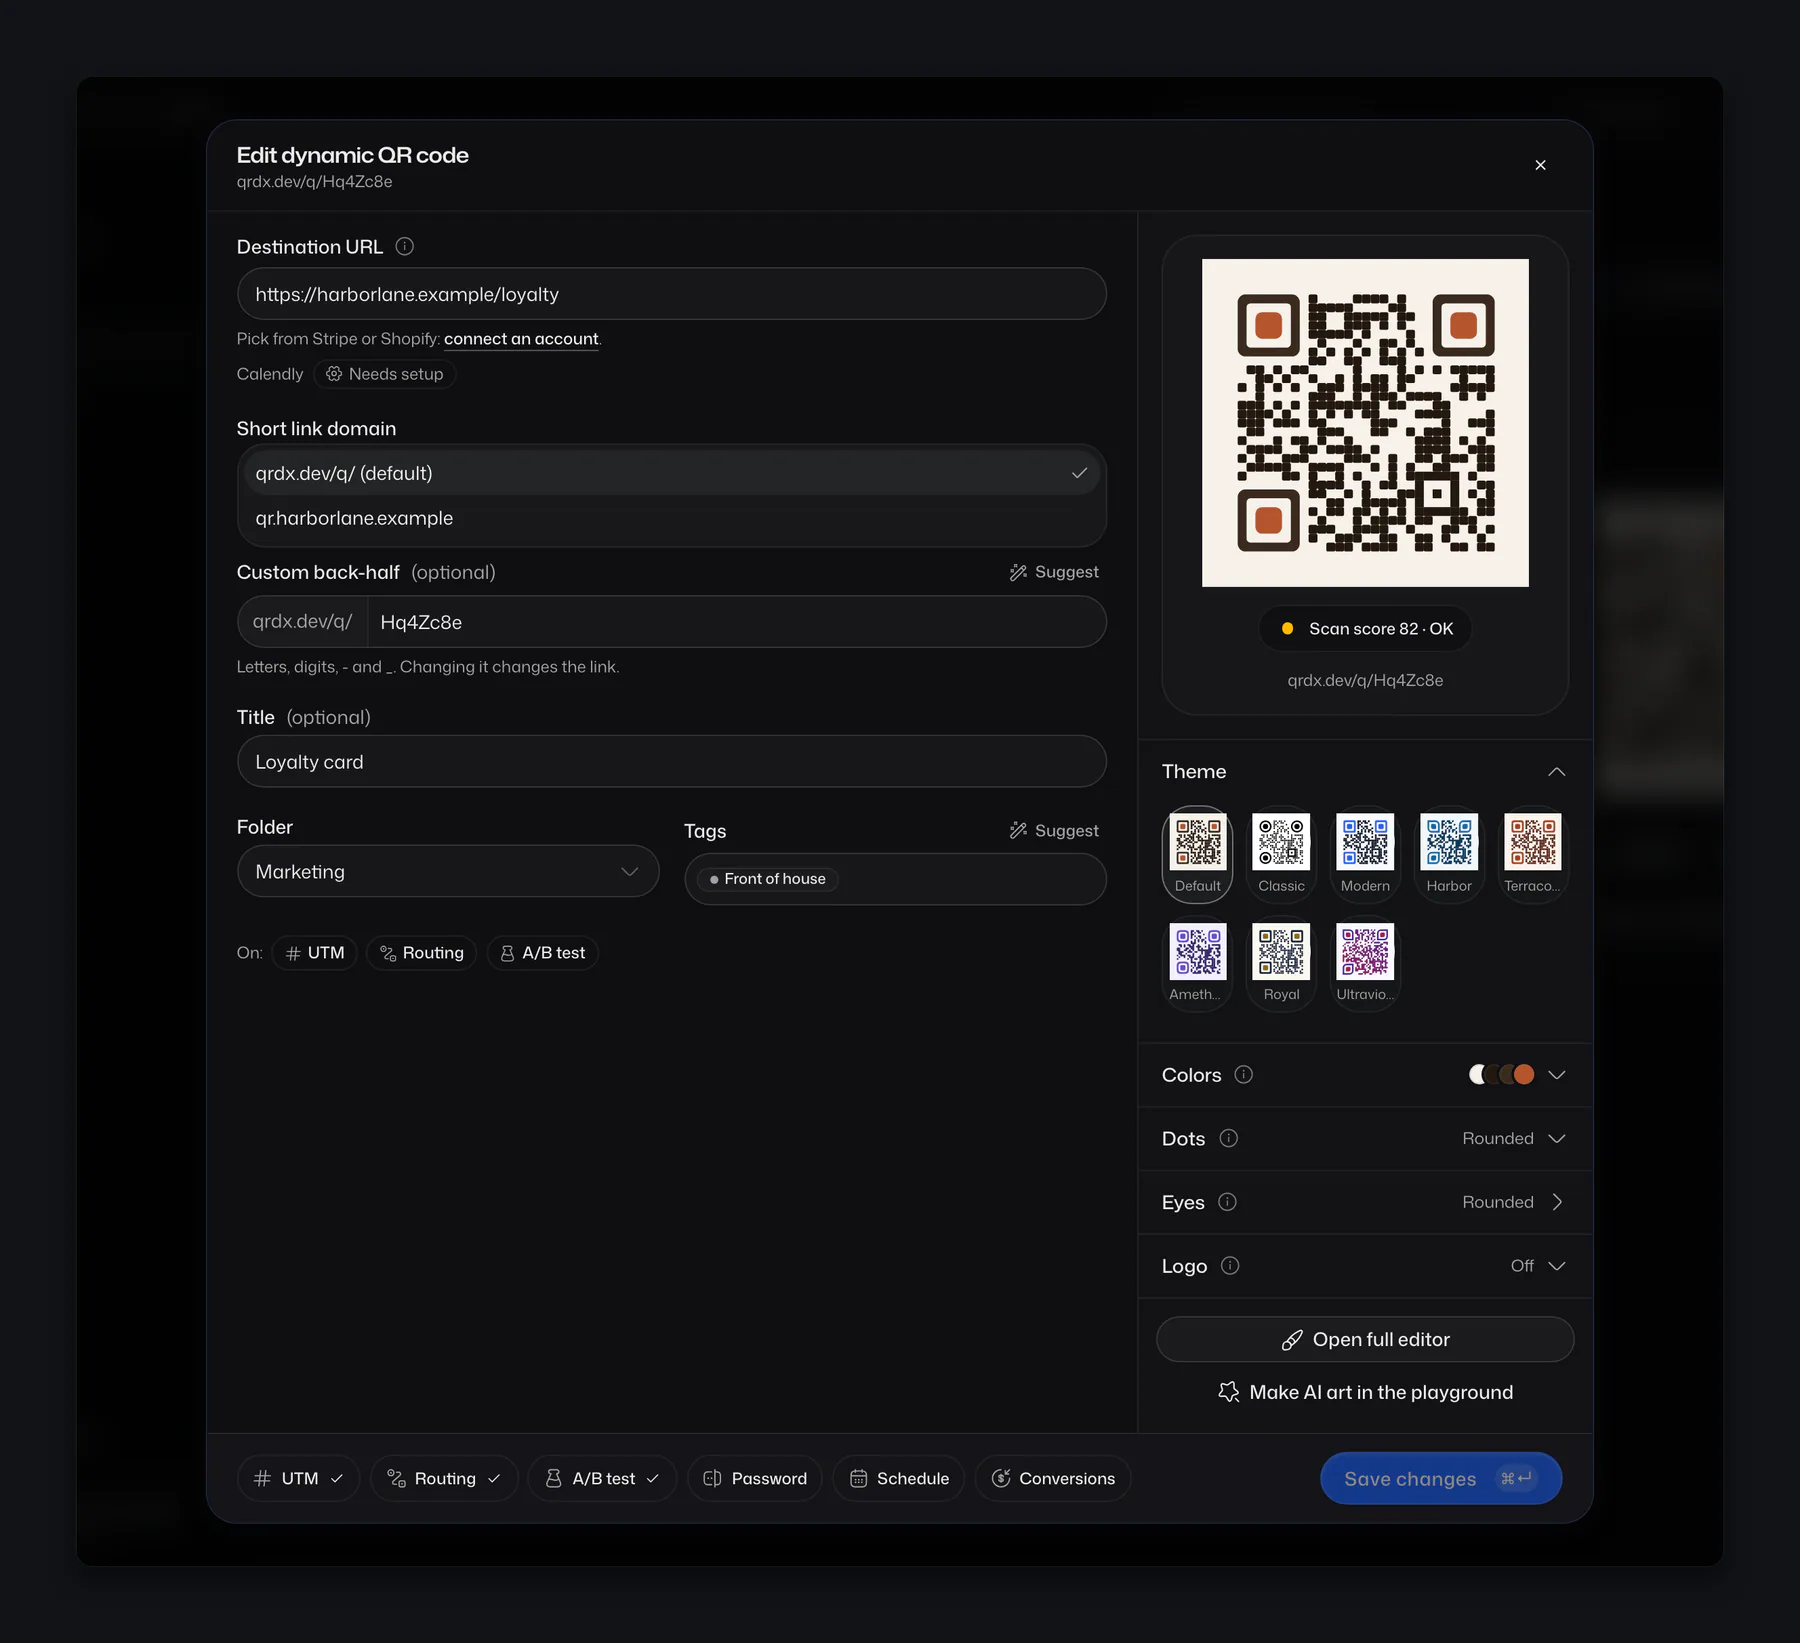 Edit dynamic QR code
qrdx.dev/q/Hq4Zc8e
Destination URL
https://harborlane.example/loyalty
Pick from Stripe or Shopify: connect an account.
Calendly Needs setup
Short link domain
qrdx.dev/q/ (default)
qr.harborlane.example
Custom back-half (optional) Suggest
qrdx.dev/q/ Hq4Zc8e
Letters, digits, - and _. Changing it changes the link.
Title (optional)
Loyalty card
Folder
Marketing
Tags Suggest
Front of house
On: UTM Routing A/B test
Scan score 82 · OK
qrdx.dev/q/Hq4Zc8e
Theme
Default Classic Modern Harbor Terraco...
Ameth... Royal Ultravio...
Colors
Dots Rounded
Eyes Rounded
Logo Off
Open full editor
Make AI art in the playground
UTM Routing A/B test Password Schedule Conversions
Save changes ⌘↵